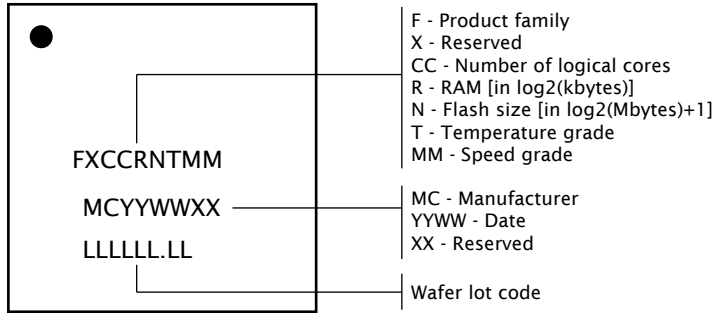 FXCCRNTMM
MCYYWWXX
LLLLLL.LL
F - Product family
X - Reserved
CC - Number of logical cores
R - RAM [in log2(kbytes)]
N - Flash size [in log2(Mbytes)+1]
T - Temperature grade
MM - Speed grade
MC - Manufacturer
YYWW - Date
XX - Reserved
Wafer lot code